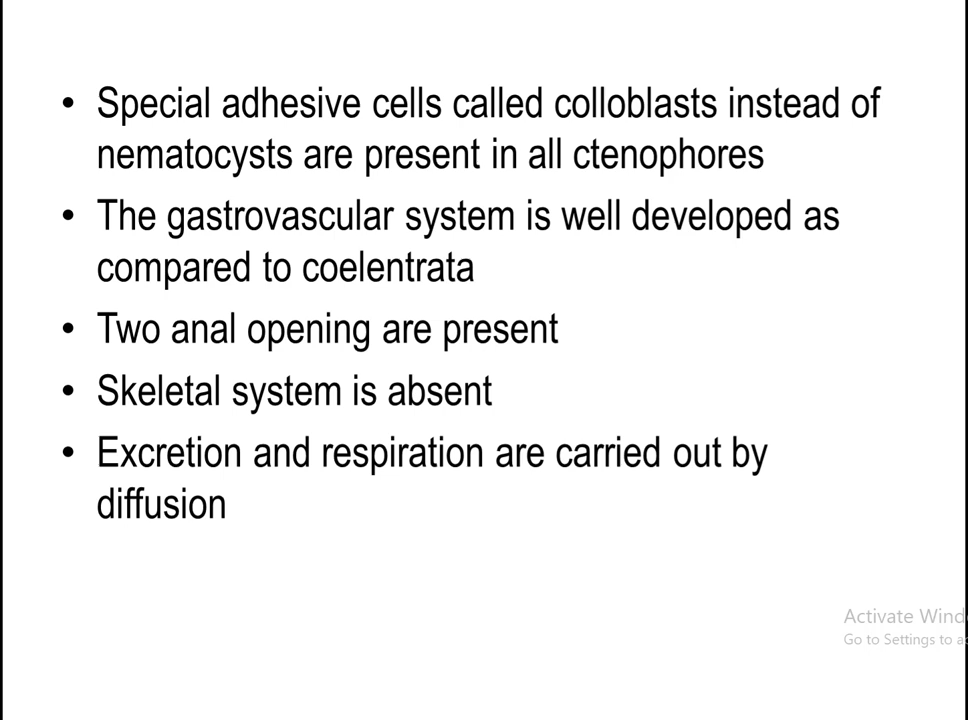 • Special adhesive cells called colloblasts instead of
nematocysts are present in all ctenophores
• The gastrovascular system is well developed as
compared to coelentrata
• Two anal opening are present
• Skeletal system is absent
• Excretion and respiration are carried out by
diffusion
Activate Wind
Go to Settings to a